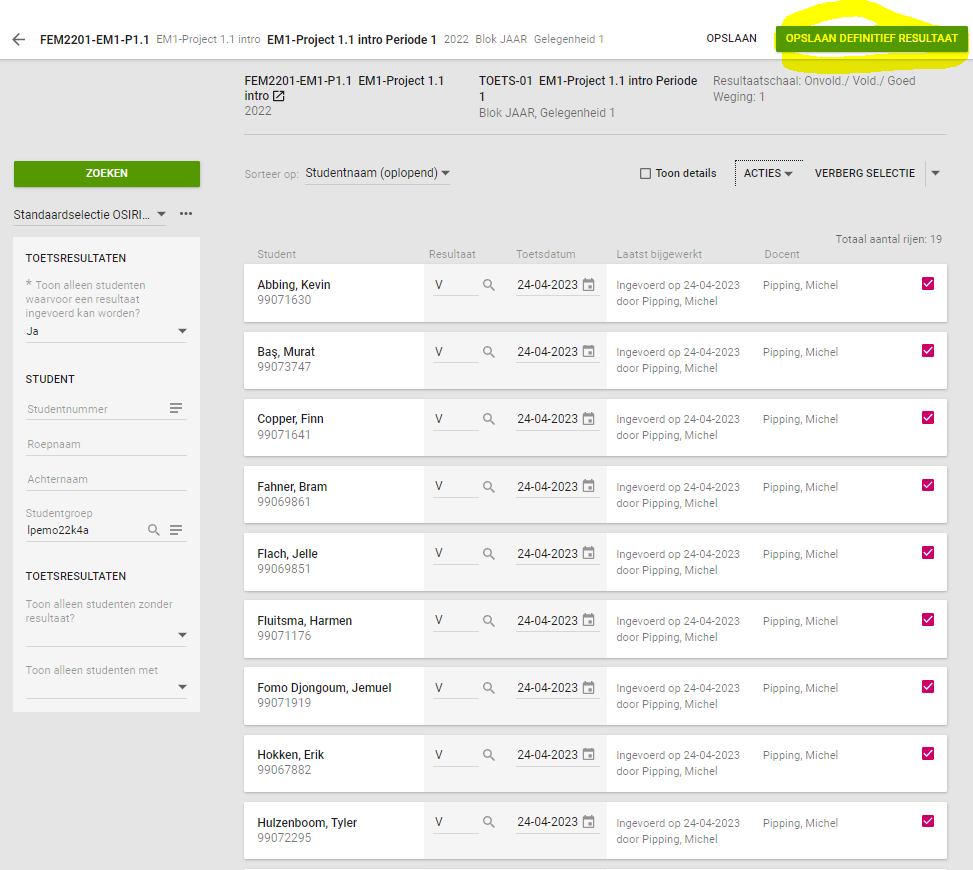 FEM2201-EM1-P1.1 EM1-Project 1.1 intro EM1-Project 1.1 intro Periode 1 2022 Blok JAAR Gelegenheid 1 OPSLAAN OPSLAAN DEFINITIEF RESULTAAT
FEM2201-EM1-P1.1 EM1-Project 1.1
intro
2022
TOETS-01 EM1-Project 1.1 intro Periode
1
Blok JAAR, Gelegenheid 1
Resultaatschaal: Onvold./ Vold./ Goed
Weging: 1
ZOEKEN
Standaardselectie OSIRI... •••
TOETSRESULTATEN
* Toon alleen studenten
waarvoor een resultaat
ingevoerd kan worden?
Ja
STUDENT
Studentnummer
Roepnaam
Achternaam
Studentgroep
lpemo22k4a
TOETSRESULTATEN
Toon alleen studenten zonder
resultaat?
Toon alleen studenten met
Sorteer op: Studentnaam (oplopend) Toon details ACTIES VERBERG SELECTIE
Totaal aantal rijen: 19
Student Resultaat Toetsdatum Laatst bijgewerkt Docent
Abbing, Kevin V 24-04-2023 Ingevoerd op 24-04-2023 Pipping, Michel
99071630 door Pipping, Michel
Baş, Murat V 24-04-2023 Ingevoerd op 24-04-2023 Pipping, Michel
99073747 door Pipping, Michel
Copper, Finn V 24-04-2023 Ingevoerd op 24-04-2023 Pipping, Michel
99071641 door Pipping, Michel
Fahner, Bram V 24-04-2023 Ingevoerd op 24-04-2023 Pipping, Michel
99069861 door Pipping, Michel
Flach, Jelle V 24-04-2023 Ingevoerd op 24-04-2023 Pipping, Michel
99069851 door Pipping, Michel
Fluitsma, Harmen V 24-04-2023 Ingevoerd op 24-04-2023 Pipping, Michel
99071176 door Pipping, Michel
Fomo Djongoum, Jemuel V 24-04-2023 Ingevoerd op 24-04-2023 Pipping, Michel
99071919 door Pipping, Michel
Hokken, Erik V 24-04-2023 Ingevoerd op 24-04-2023 Pipping, Michel
99067882 door Pipping, Michel
Hulzenboom, Tyler V 24-04-2023 Ingevoerd op 24-04-2023 Pipping, Michel
99072295 door Pipping, Michel